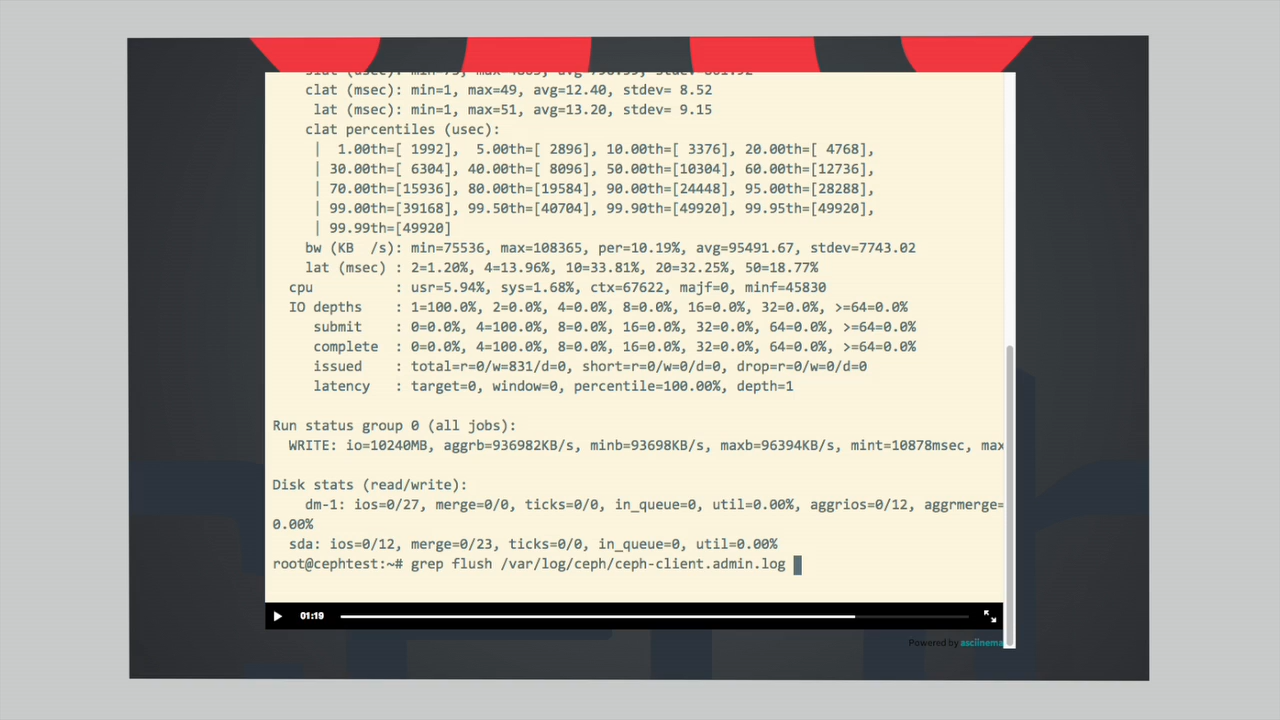 clat (msec): min=1, max=49, avg=12.40, stdev= 8.52
lat (msec): min=1, max=51, avg=13.20, stdev= 9.15
clat percentiles (usec):
| 1.00th=[ 1992], 5.00th=[ 2896], 10.00th=[ 3376], 20.00th=[ 4768],
| 30.00th=[ 6304], 40.00th=[ 8096], 50.00th=[10304], 60.00th=[12736],
| 70.00th=[15936], 80.00th=[19584], 90.00th=[24448], 95.00th=[28288],
| 99.00th=[39168], 99.50th=[40704], 99.90th=[49920], 99.95th=[49920],
| 99.99th=[49920]
bw (KB /s): min=75536, max=108365, per=10.19%, avg=95491.67, stdev=7743.02
lat (msec) : 2=1.20%, 4=13.96%, 10=33.81%, 20=32.25%, 50=18.77%
cpu : usr=5.94%, sys=1.68%, ctx=67622, majf=0, minf=45830
IO depths : 1=100.0%, 2=0.0%, 4=0.0%, 8=0.0%, 16=0.0%, 32=0.0%, >=64=0.0%
submit : 0=0.0%, 4=100.0%, 8=0.0%, 16=0.0%, 32=0.0%, 64=0.0%, >=64=0.0%
complete : 0=0.0%, 4=100.0%, 8=0.0%, 16=0.0%, 32=0.0%, 64=0.0%, >=64=0.0%
issued : total=r=0/w=831/d=0, short=r=0/w=0/d=0, drop=r=0/w=0/d=0
latency : target=0, window=0, percentile=100.00%, depth=1
Run status group 0 (all jobs):
WRITE: io=10240MB, aggrb=936982KB/s, minb=93698KB/s, maxb=96394KB/s, mint=10878msec, max
Disk stats (read/write):
dm-1: ios=0/27, merge=0/0, ticks=0/0, in_queue=0, util=0.00%, aggrios=0/12, aggrmerge=
0.00%
sda: ios=0/12, merge=0/23, ticks=0/0, in_queue=0, util=0.00%
root@cephtest:~# grep flush /var/log/ceph/ceph-client.admin.log
01:19
Powered by asciinema